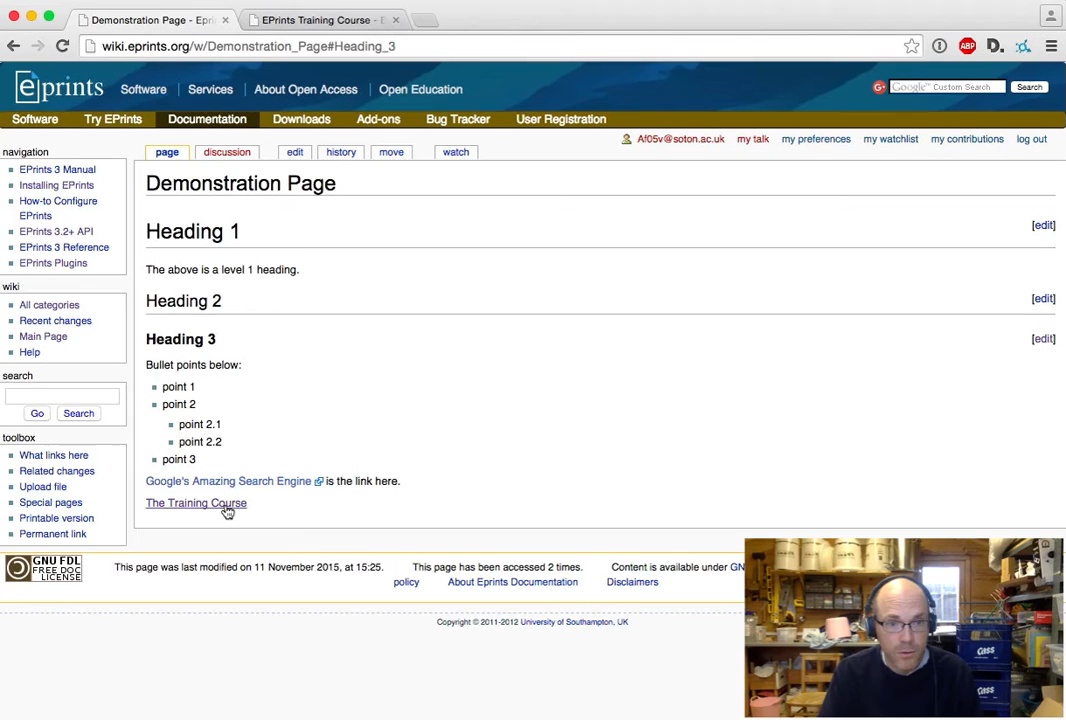 Demonstration Page - Epri
EPrints Training Course - E
wiki.eprints.org/w/Demonstration_Page#Heading_3
ABP
D.
eprints
Software
Services
About Open Access
Open Education
Google™ Custom Search
Search
Software
Try EPrints
Documentation
Downloads
Add-ons
Bug Tracker
User Registration
Af05v@soton.ac.uk
my talk
my preferences
my watchlist
my contributions
log out
navigation
EPrints 3 Manual
Installing EPrints
How-to Configure
EPrints
EPrints 3.2+ API
EPrints 3 Reference
EPrints Plugins
wiki
All categories
Recent changes
Main Page
Help
search
Go
Search
toolbox
What links here
Related changes
Upload file
Special pages
Printable version
Permanent link
page
discussion
edit
history
move
watch
Demonstration Page
Heading 1
[edit]
The above is a level 1 heading.
Heading 2
[edit]
Heading 3
[edit]
Bullet points below:
point 1
point 2
point 2.1
point 2.2
point 3
Google's Amazing Search Engine is the link here.
The Training Course
GNU FDL
FREE DOC
LICENSE
This page was last modified on 11 November 2015, at 15:25.
This page has been accessed 2 times.
Content is available under GN
policy
About Eprints Documentation
Disclaimers
Copyright © 2011-2012 University of Southampton, UK
Cass
Cass